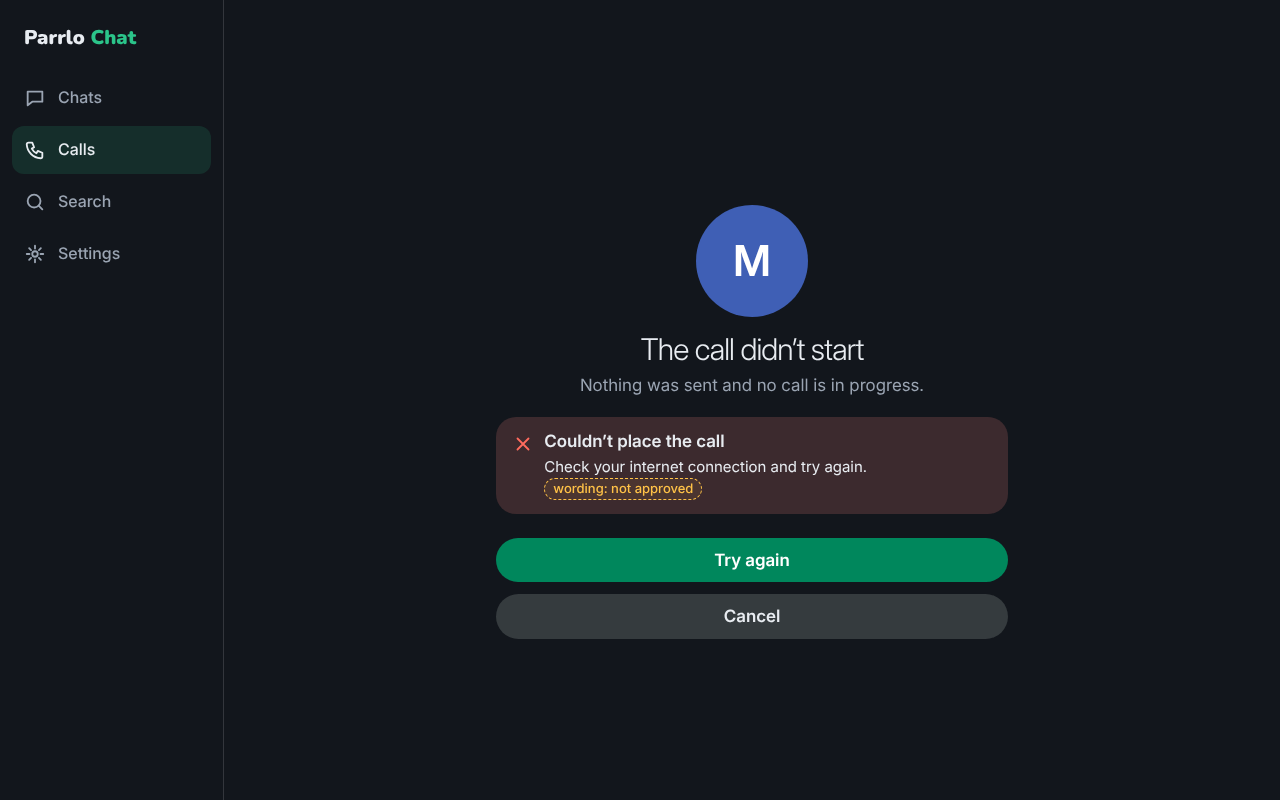 Parrlo Chat
Chats
Calls
Search
Settings
M
The call didn’t start
Nothing was sent and no call is in progress.
Couldn’t place the call
Check your internet connection and try again.
wording: not approved
Try again
Cancel